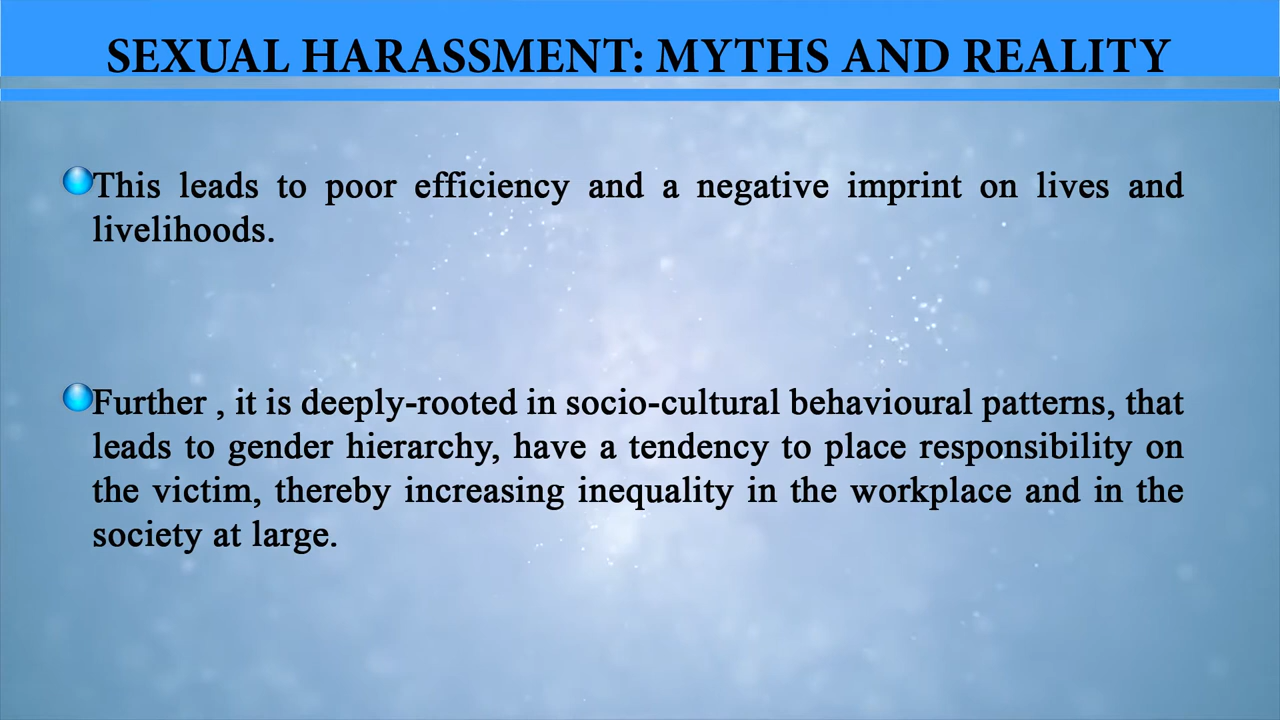 SEXUAL HARASSMENT: MYTHS AND REALITY
This leads to poor efficiency and a negative imprint on lives and
livelihoods.
Further , it is deeply-rooted in socio-cultural behavioural patterns, that
leads to gender hierarchy, have a tendency to place responsibility on
the victim, thereby increasing inequality in the workplace and in the
society at large.